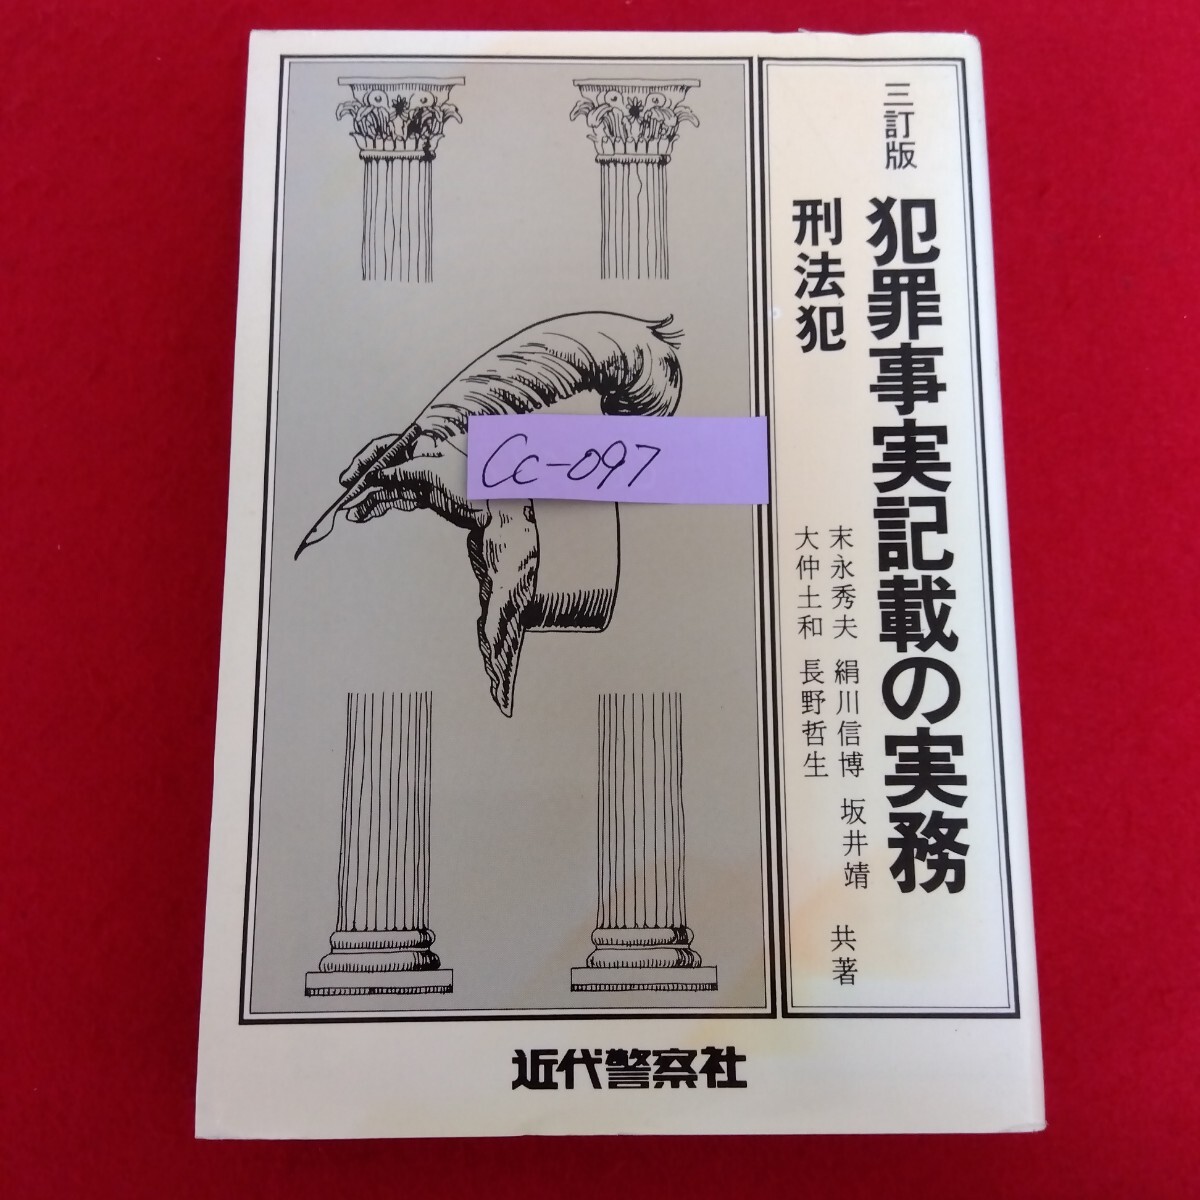 三訂版
犯罪事実記載の実務
刑法犯
末永秀夫 絹川信博 坂井靖
大仲土和 長野哲生
共著
Cc-097
近代警察社